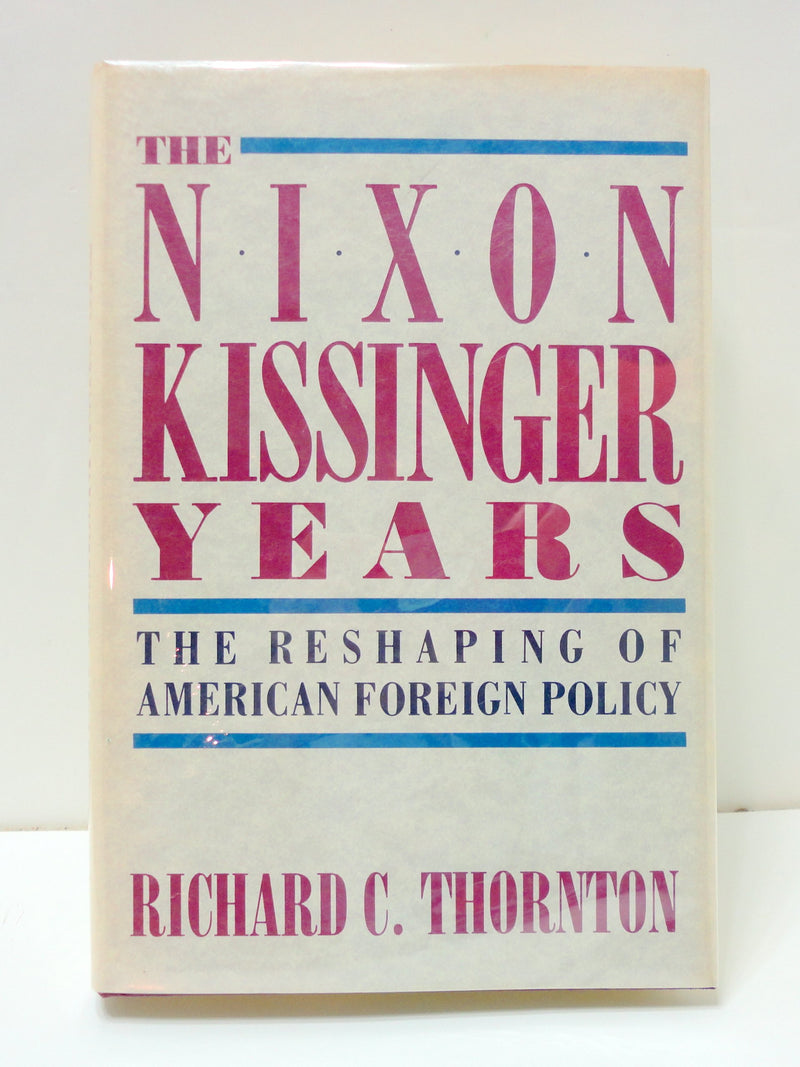 THE
N·I·X·O·N
KISSINGER
YEARS
THE RESHAPING OF
AMERICAN FOREIGN POLICY
RICHARD C. THORNTON